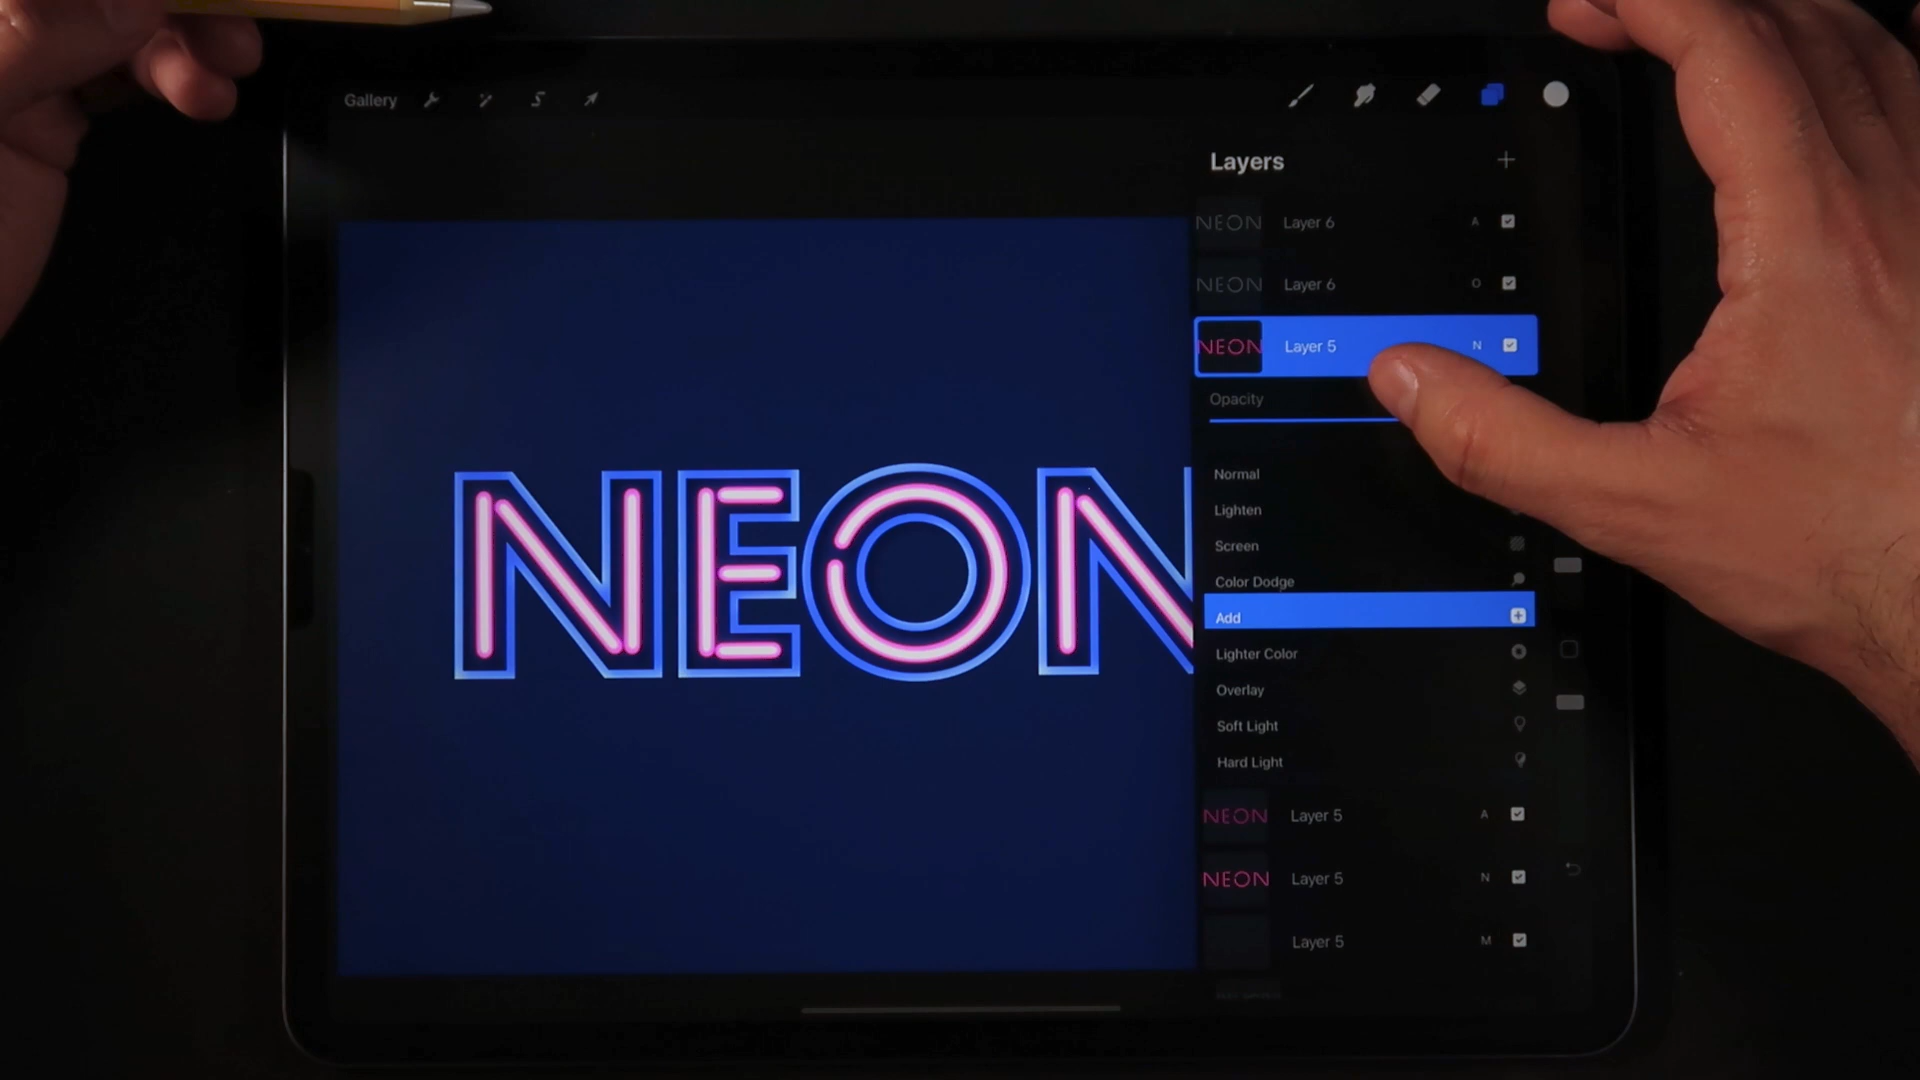 Gallery
Layers
NEON Layer 6 A
NEON Layer 6 O
NEON Layer 5 N
Opacity
Normal
Lighten
Screen
Color Dodge
Add
Lighter Color
Overlay
Soft Light
Hard Light
NEON Layer 5 A
NEON Layer 5 N
Layer 5 M
NEON